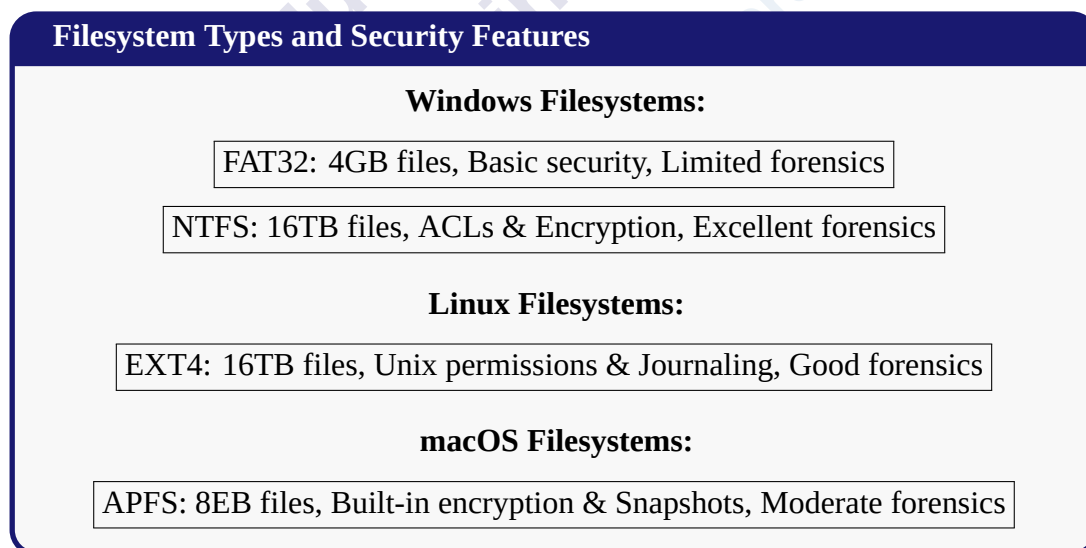 Filesystem Types and Security Features
Windows Filesystems:
FAT32: 4GB files, Basic security, Limited forensics
NTFS: 16TB files, ACLs & Encryption, Excellent forensics
Linux Filesystems:
EXT4: 16TB files, Unix permissions & Journaling, Good forensics
macOS Filesystems:
APFS: 8EB files, Built-in encryption & Snapshots, Moderate forensics